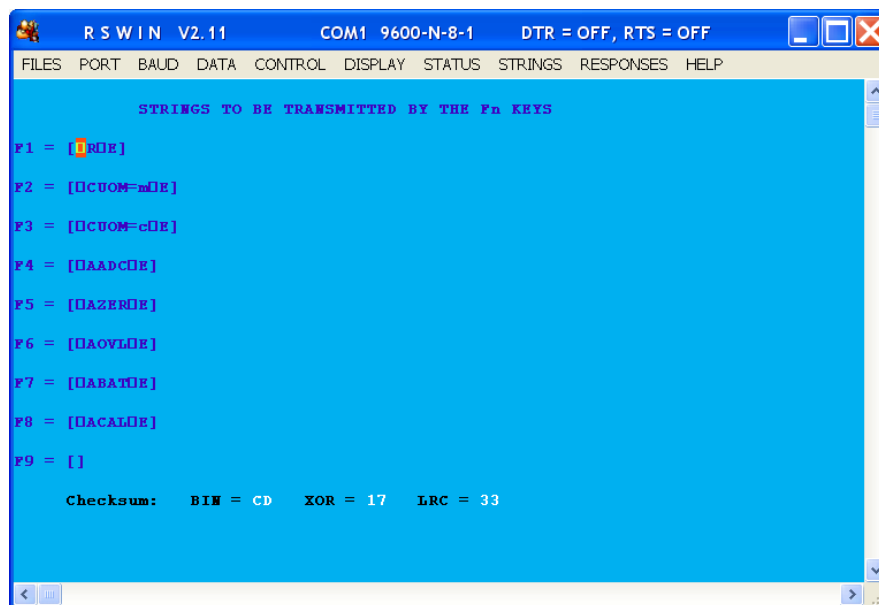 R S W I N V2.11 COM1 9600-N-8-1 DTR = OFF, RTS = OFF
FILES PORT BAUD DATA CONTROL DISPLAY STATUS STRINGS RESPONSES HELP
STRINGS TO BE TRANSMITTED BY THE Fn KEYS
F1 = [▯R▯E]
F2 = [▯CUOM=m▯E]
F3 = [▯CUOM=c▯E]
F4 = [▯AADC▯E]
F5 = [▯AZER▯E]
F6 = [▯AOVL▯E]
F7 = [▯ABAT▯E]
F8 = [▯ACAL▯E]
F9 = []
Checksum: BIN = CD XOR = 17 LRC = 33